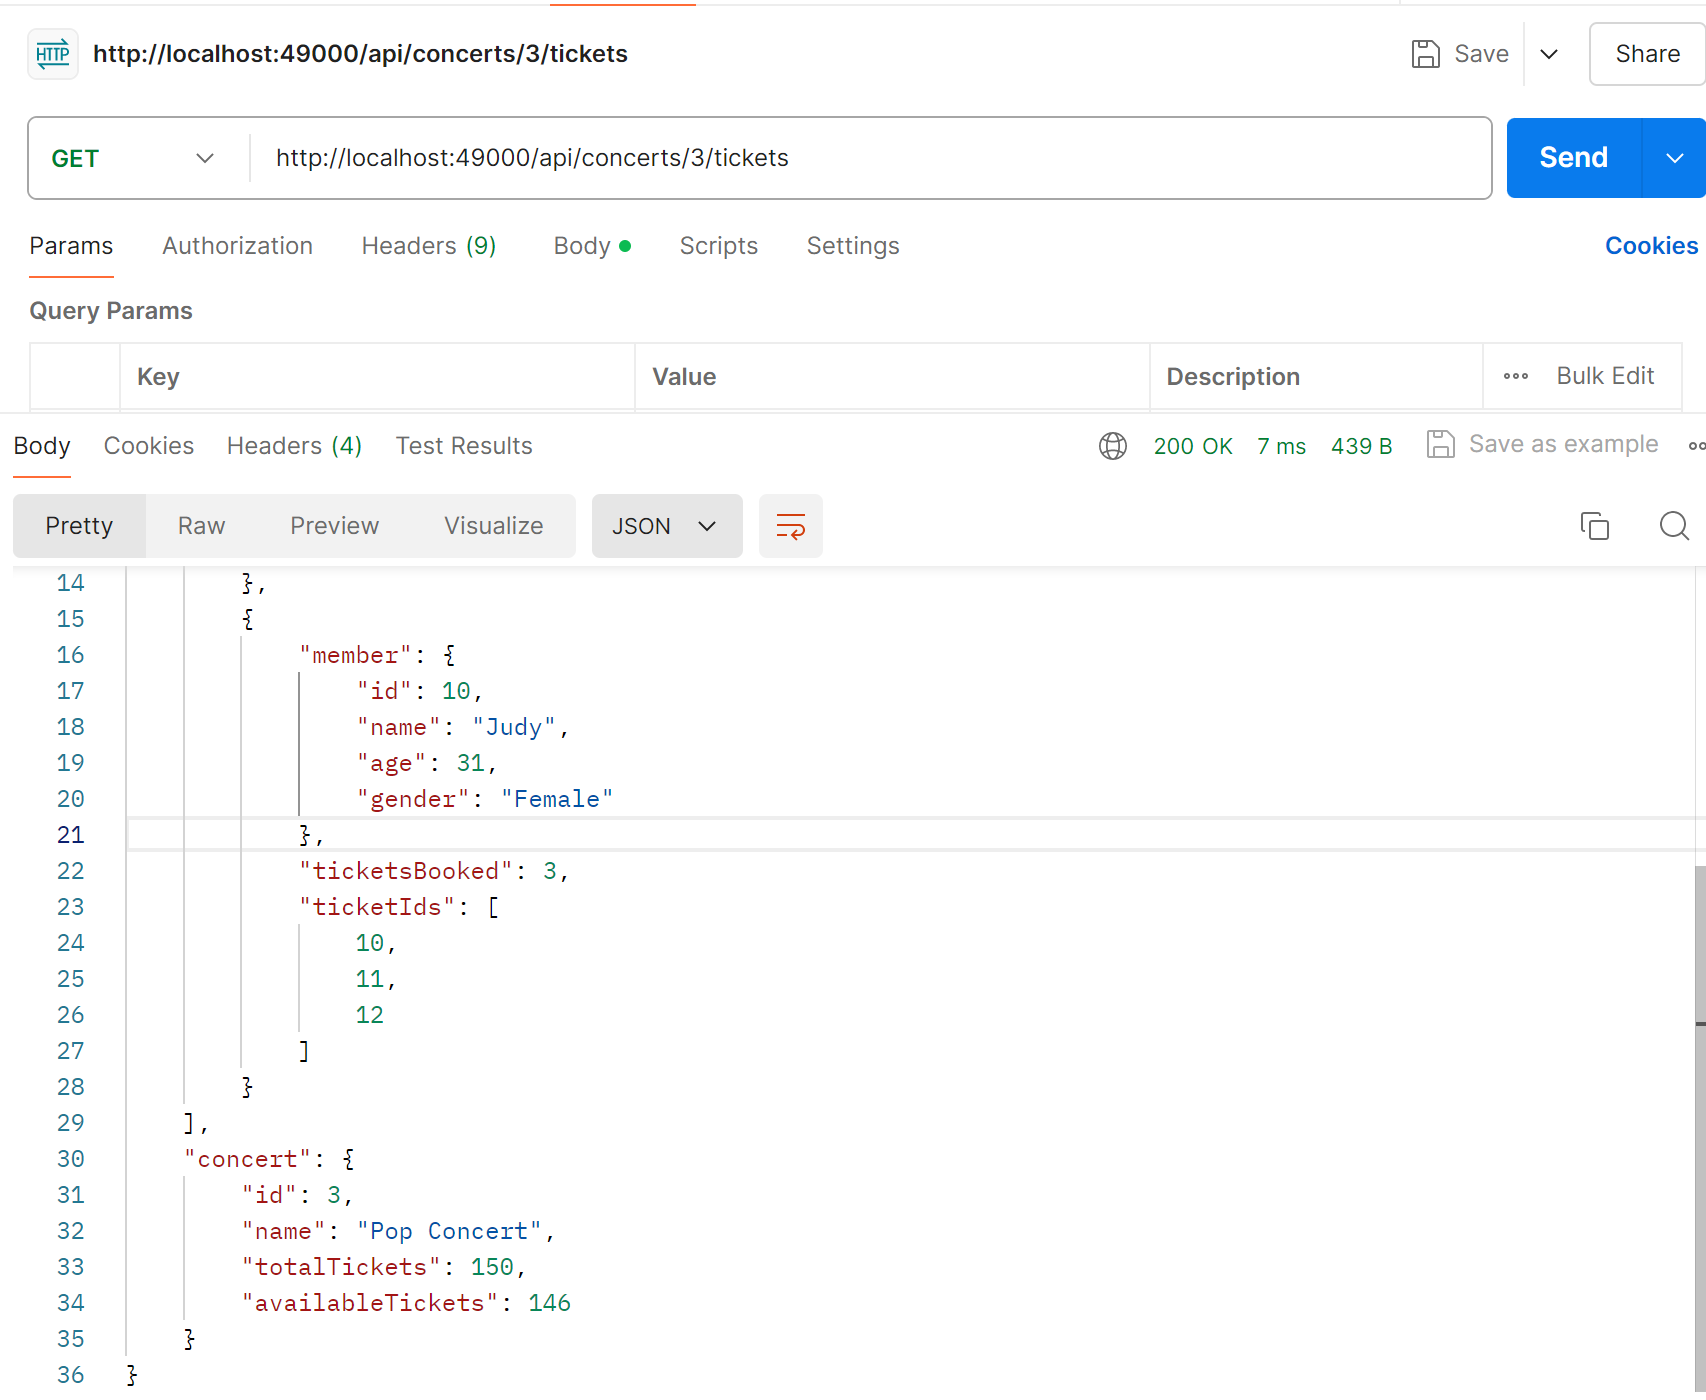 HTTP http://localhost:49000/api/concerts/3/tickets Save Share
GET http://localhost:49000/api/concerts/3/tickets Send
Params Authorization Headers (9) Body Scripts Settings Cookies
Query Params
Key Value Description Bulk Edit
Body Cookies Headers (4) Test Results 200 OK 7 ms 439 B Save as example
Pretty Raw Preview Visualize JSON
14 },
15 {
16 "member": {
17 "id": 10,
18 "name": "Judy",
19 "age": 31,
20 "gender": "Female"
21 },
22 "ticketsBooked": 3,
23 "ticketIds": [
24 10,
25 11,
26 12
27 ]
28 }
29 ],
30 "concert": {
31 "id": 3,
32 "name": "Pop Concert",
33 "totalTickets": 150,
34 "availableTickets": 146
35 }
36 }